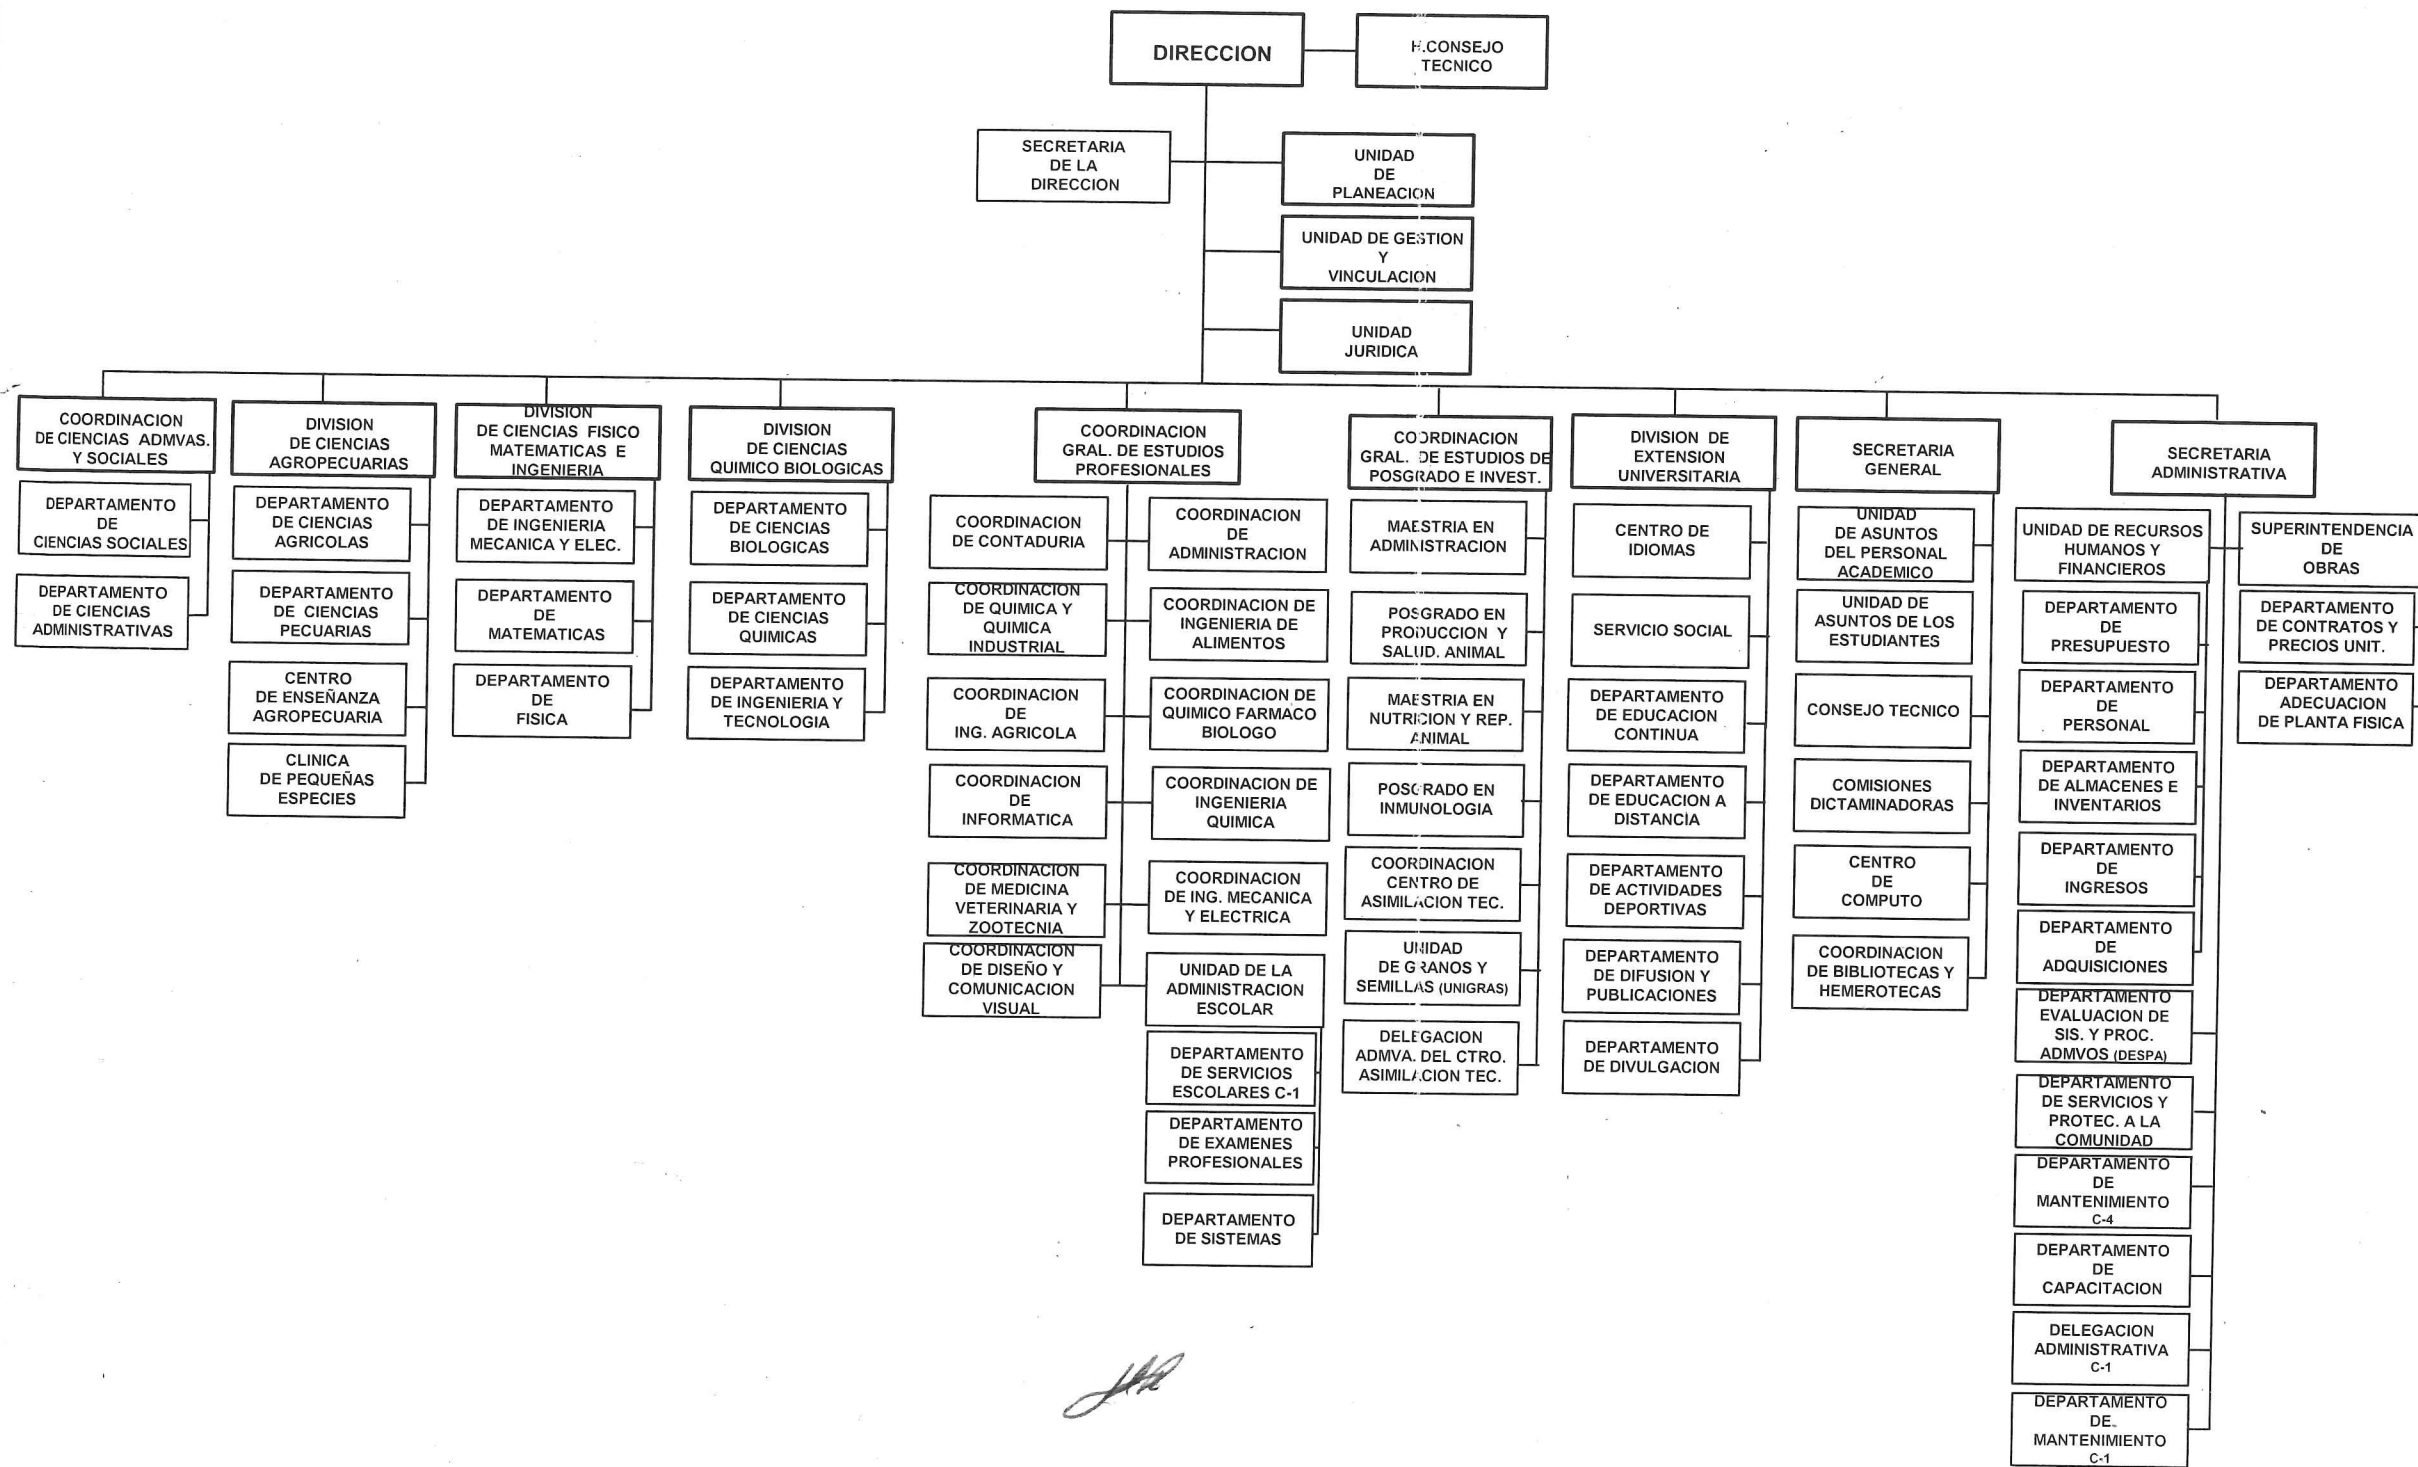 DIRECCION
H.CONSEJO
TECNICO
SECRETARIA
DE LA
DIRECCION
UNIDAD
DE
PLANEACION
UNIDAD DE GESTION
Y
VINCULACION
UNIDAD
JURIDICA
COORDINACION
DE CIENCIAS ADMVAS.
Y SOCIALES
DEPARTAMENTO
DE
CIENCIAS SOCIALES
DEPARTAMENTO
DE CIENCIAS
ADMINISTRATIVAS
DIVISION
DE CIENCIAS
AGROPECUARIAS
DEPARTAMENTO
DE CIENCIAS
AGRICOLAS
DEPARTAMENTO
DE CIENCIAS
PECUARIAS
CENTRO
DE ENSEÑANZA
AGROPECUARIA
CLINICA
DE PEQUEÑAS
ESPECIES
DIVISION
DE CIENCIAS FISICO
MATEMATICAS E
INGENIERIA
DEPARTAMENTO
DE INGENIERIA
MECANICA Y ELEC.
DEPARTAMENTO
DE
MATEMATICAS
DEPARTAMENTO
DE
FISICA
DIVISION
DE CIENCIAS
QUIMICO BIOLOGICAS
DEPARTAMENTO
DE CIENCIAS
BIOLOGICAS
DEPARTAMENTO
DE CIENCIAS
QUIMICAS
DEPARTAMENTO
DE INGENIERIA Y
TECNOLOGIA
COORDINACION
GRAL. DE ESTUDIOS
PROFESIONALES
COORDINACION
DE CONTADURIA
COORDINACION
DE
ADMINISTRACION
COORDINACION
DE QUIMICA Y
QUIMICA
INDUSTRIAL
COORDINACION DE
INGENIERIA DE
ALIMENTOS
COORDINACION
DE
ING. AGRICOLA
COORDINACION DE
QUIMICO FARMACO
BIOLOGO
COORDINACION
DE
INFORMATICA
COORDINACION DE
INGENIERIA
QUIMICA
COORDINACION
DE MEDICINA
VETERINARIA Y
ZOOTECNIA
COORDINACION
DE ING. MECANICA
Y ELECTRICA
COORDINACION
DE DISEÑO Y
COMUNICACION
VISUAL
UNIDAD DE LA
ADMINISTRACION
ESCOLAR
DEPARTAMENTO
DE SERVICIOS
ESCOLARES C-1
DEPARTAMENTO
DE EXAMENES
PROFESIONALES
DEPARTAMENTO
DE SISTEMAS
COORDINACION
GRAL. DE ESTUDIOS DE
POSGRADO E INVEST.
MAESTRIA EN
ADMINISTRACION
POSGRADO EN
PRODUCCION Y
SALUD. ANIMAL
MAESTRIA EN
NUTRICION Y REP.
ANIMAL
POSGRADO EN
INMUNOLOGIA
COORDINACION
CENTRO DE
ASIMILACION TEC.
UNIDAD
DE GRANOS Y
SEMILLAS (UNIGRAS)
DELEGACION
ADMVA. DEL CTRO.
ASIMILACION TEC.
DIVISION DE
EXTENSION
UNIVERSITARIA
CENTRO DE
IDIOMAS
SERVICIO SOCIAL
DEPARTAMENTO
DE EDUCACION
CONTINUA
DEPARTAMENTO
DE EDUCACION A
DISTANCIA
DEPARTAMENTO
DE ACTIVIDADES
DEPORTIVAS
DEPARTAMENTO
DE DIFUSION Y
PUBLICACIONES
DEPARTAMENTO
DE DIVULGACION
SECRETARIA
GENERAL
UNIDAD
DE ASUNTOS
DEL PERSONAL
ACADEMICO
UNIDAD DE
ASUNTOS DE LOS
ESTUDIANTES
CONSEJO TECNICO
COMISIONES
DICTAMINADORAS
CENTRO
DE
COMPUTO
COORDINACION
DE BIBLIOTECAS Y
HEMEROTECAS
SECRETARIA
ADMINISTRATIVA
UNIDAD DE RECURSOS
HUMANOS Y
FINANCIEROS
DEPARTAMENTO
DE
PRESUPUESTO
DEPARTAMENTO
DE
PERSONAL
DEPARTAMENTO
DE ALMACENES E
INVENTARIOS
DEPARTAMENTO
DE
INGRESOS
DEPARTAMENTO
DE
ADQUISICIONES
DEPARTAMENTO
EVALUACION DE
SIS. Y PROC.
ADMVOS (DESPA)
DEPARTAMENTO
DE SERVICIOS Y
PROTEC. A LA
COMUNIDAD
DEPARTAMENTO
DE
MANTENIMIENTO
C-4
DEPARTAMENTO
DE
CAPACITACION
DELEGACION
ADMINISTRATIVA
C-1
DEPARTAMENTO
DE
MANTENIMIENTO
C-1
SUPERINTENDENCIA
DE
OBRAS
DEPARTAMENTO
DE CONTRATOS Y
PRECIOS UNIT.
DEPARTAMENTO
ADECUACION
DE PLANTA FISICA